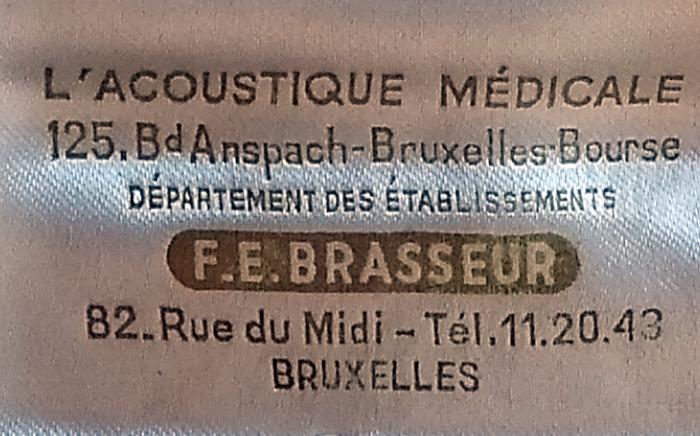 L'ACOUSTIQUE MÉDICALE
125. Bd Anspach-Bruxelles-Bourse
DÉPARTEMENT DES ÉTABLISSEMENTS
F.E.BRASSEUR
82. Rue du Midi - Tél. 11.20.43
BRUXELLES